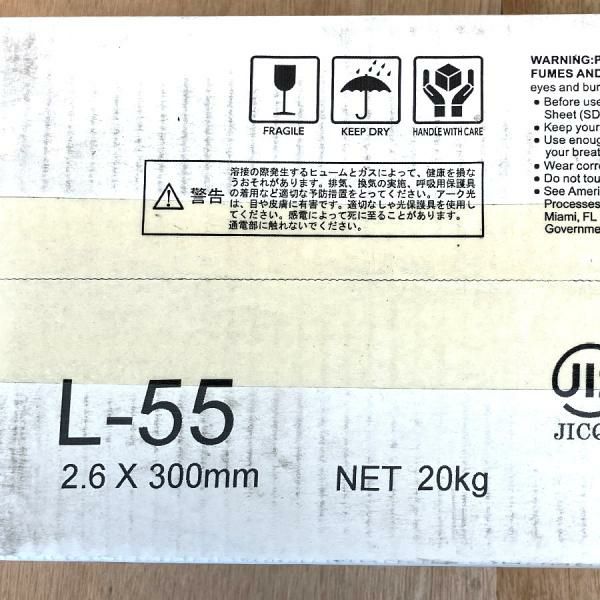 FRAGILE
KEEP DRY
HANDLE WITH CARE
警告
溶接の際発生するヒュームとガスによって、健康を損な
うおそれがあります。排気、換気の実施、呼吸用保護具
の着用など適切な予防措置をとってください。アーク光
は、目や皮膚に有害です。適切なしゃ光保護具を使用し
てください。感電によって死に至ることがあります。
通電部に触れないでください。
WARNING:
FUMES AND
eyes and bur
• Before use
Sheet (SD
• Keep your
• Use enoug
your breat
• Wear corre
• Do not tou
• See Ameri
Processes
Miami, FL
Governme
L-55
2.6 X 300mm
NET 20kg
JIS
JICQ